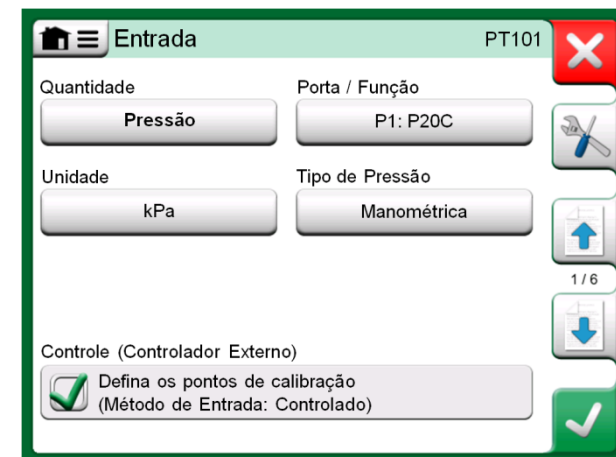 Entrada
PT101
Quantidade
Porta / Função
Pressão
P1: P20C
Unidade
Tipo de Pressão
kPa
Manométrica
1 / 6
Controle (Controlador Externo)
Defina os pontos de calibração
(Método de Entrada: Controlado)